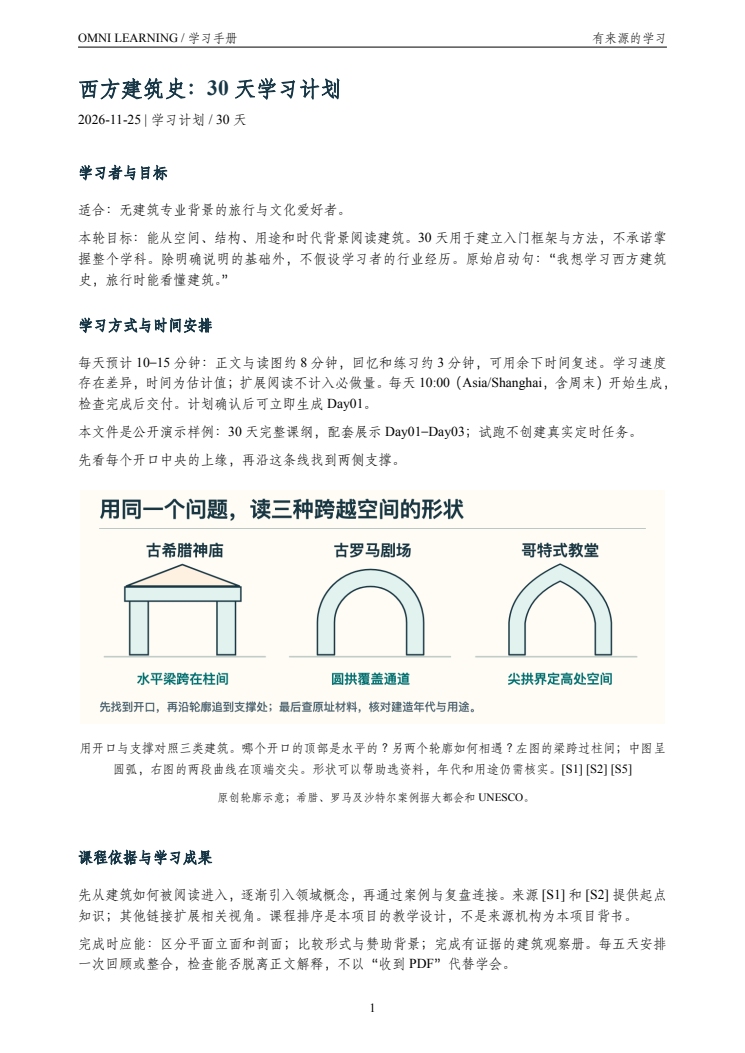 OMNI LEARNING / 学习手册
有来源的学习
西方建筑史：30 天学习计划
2026-11-25 | 学习计划 / 30 天
学习者与目标
适合：无建筑专业背景的旅行与文化爱好者。
本轮目标：能从空间、结构、用途和时代背景阅读建筑。30 天用于建立入门框架与方法，不承诺掌
握整个学科。除明确说明的基础外，不假设学习者的行业经历。原始启动句：“我想学习西方建筑
史，旅行时能看懂建筑。”
学习方式与时间安排
每天预计 10–15 分钟：正文与读图约 8 分钟，回忆和练习约 3 分钟，可用余下时间复述。学习速度
存在差异，时间为估计值；扩展阅读不计入必做量。每天 10:00（Asia/Shanghai，含周末）开始生成，
检查完成后交付。计划确认后可立即生成 Day01。
本文件是公开演示样例：30 天完整课纲，配套展示 Day01–Day03；试跑不创建真实定时任务。
先看每个开口中央的上缘，再沿这条线找到两侧支撑。
用同一个问题，读三种跨越空间的形状
古希腊神庙
古罗马剧场
哥特式教堂
水平梁跨在柱间
圆拱覆盖通道
尖拱界定高处空间
先找到开口，再沿轮廓追到支撑处；最后查原址材料，核对建造年代与用途。
用开口与支撑对照三类建筑。哪个开口的顶部是水平的？另两个轮廓如何相遇？左图的梁跨过柱间；中图呈
圆弧，右图的两段曲线在顶端交尖。形状可以帮助选资料，年代和用途仍需核实。[S1] [S2] [S5]
原创轮廓示意；希腊、罗马及沙特尔案例据大都会和 UNESCO。
课程依据与学习成果
先从建筑如何被阅读进入，逐渐引入领域概念，再通过案例与复盘连接。来源 [S1] 和 [S2] 提供起点
知识；其他链接扩展相关视角。课程排序是本项目的教学设计，不是来源机构为本项目背书。
完成时应能：区分平面立面和剖面；比较形式与赞助背景；完成有证据的建筑观察册。每五天安排
一次回顾或整合，检查能否脱离正文解释，不以“收到 PDF”代替学会。
1